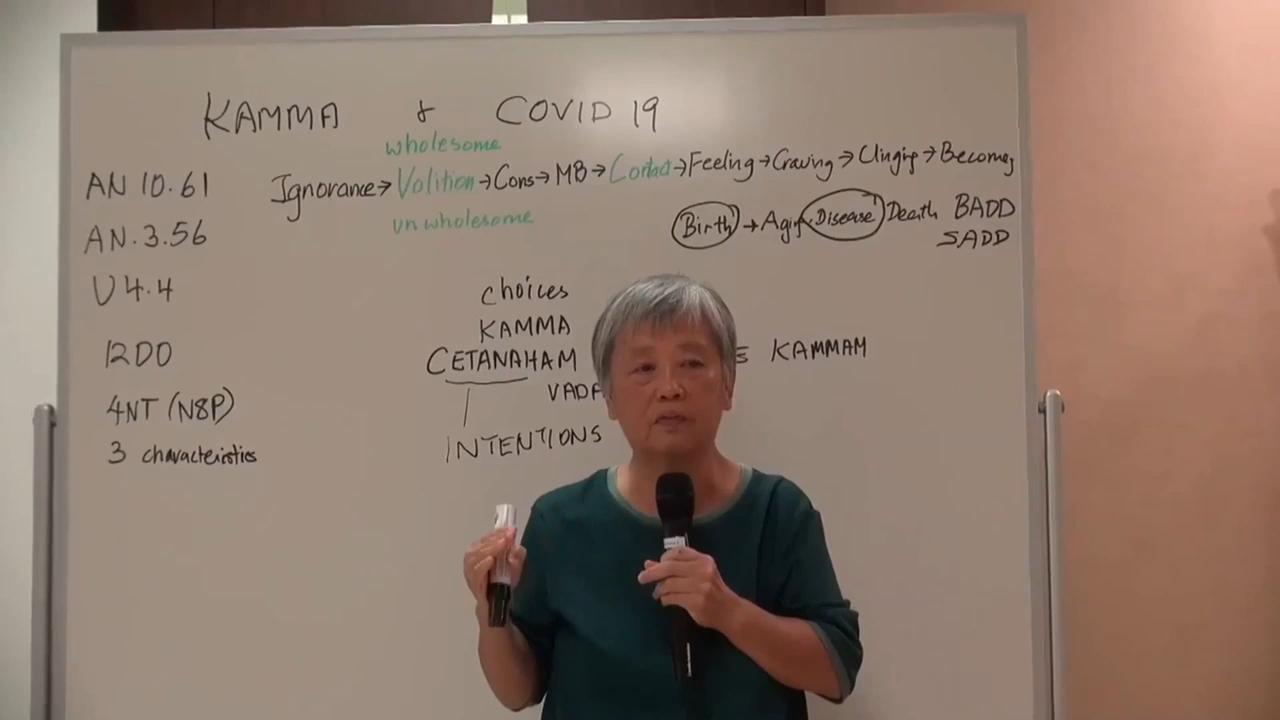 KAMMA & COVID 19
wholesome
Ignorance → Volition → Cons → MB → Contact → Feeling → Craving → Clinging → Becomes
unwholesome
Birth → Aging Disease Death BADD
SADD
AN 10.61
AN.3.56
U 4.4
12DO
4NT (N8P)
3 characteristics
choices
KAMMA
CETANAHAM KAMMAM
VADA
INTENTIONS